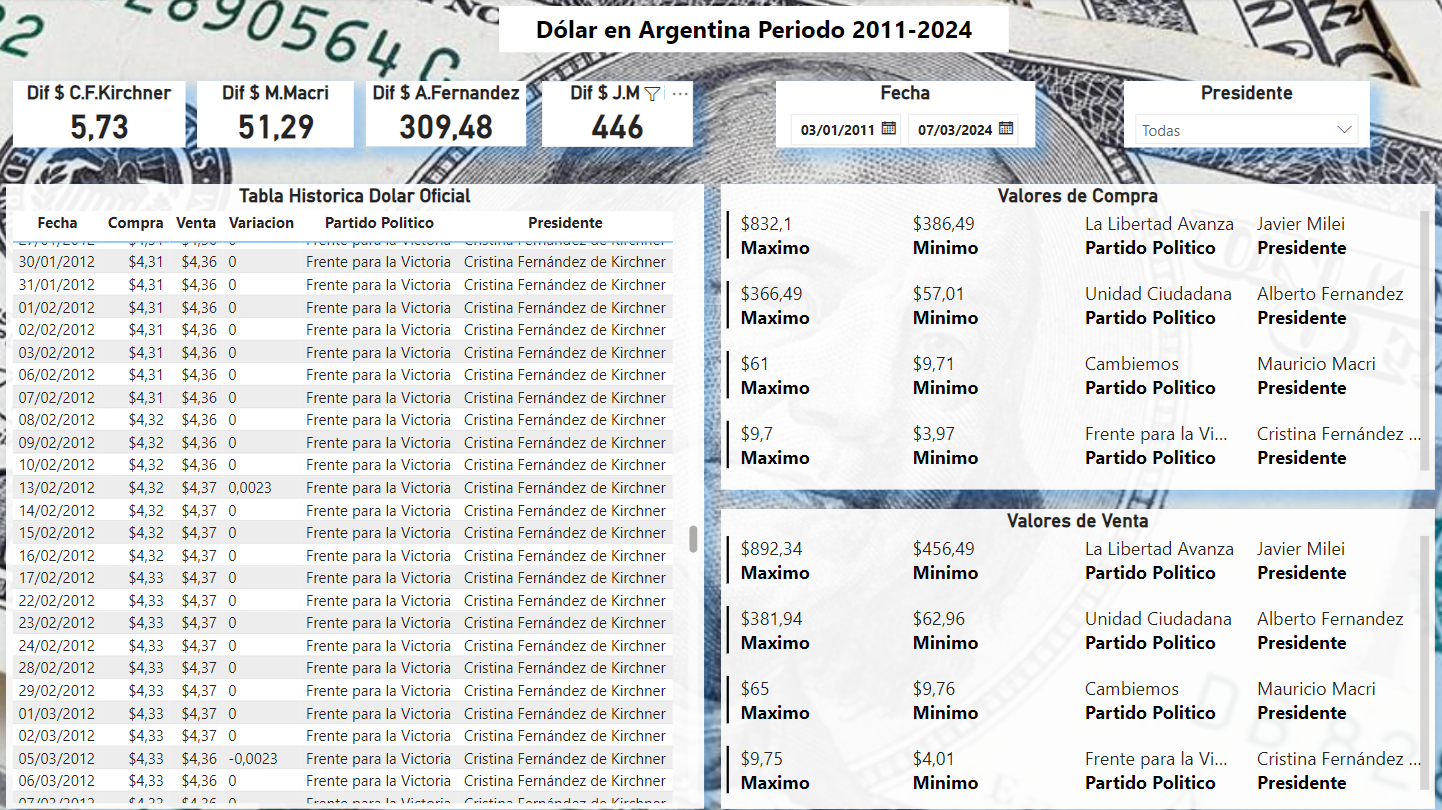 Dólar en Argentina Periodo 2011-2024
Dif $ C.F.Kirchner
5,73
Dif $ M.Macri
51,29
Dif $ A.Fernandez
309,48
Dif $ J.M
446
Fecha
03/01/2011 07/03/2024
Presidente
Todas
Tabla Historica Dolar Oficial
Fecha Compra Venta Variacion Partido Politico Presidente
30/01/2012 $4,31 $4,36 0 Frente para la Victoria Cristina Fernández de Kirchner
31/01/2012 $4,31 $4,36 0 Frente para la Victoria Cristina Fernández de Kirchner
01/02/2012 $4,31 $4,36 0 Frente para la Victoria Cristina Fernández de Kirchner
02/02/2012 $4,31 $4,36 0 Frente para la Victoria Cristina Fernández de Kirchner
03/02/2012 $4,31 $4,36 0 Frente para la Victoria Cristina Fernández de Kirchner
06/02/2012 $4,31 $4,36 0 Frente para la Victoria Cristina Fernández de Kirchner
07/02/2012 $4,31 $4,36 0 Frente para la Victoria Cristina Fernández de Kirchner
08/02/2012 $4,32 $4,36 0 Frente para la Victoria Cristina Fernández de Kirchner
09/02/2012 $4,32 $4,36 0 Frente para la Victoria Cristina Fernández de Kirchner
10/02/2012 $4,32 $4,36 0 Frente para la Victoria Cristina Fernández de Kirchner
13/02/2012 $4,32 $4,37 0,0023 Frente para la Victoria Cristina Fernández de Kirchner
14/02/2012 $4,32 $4,37 0 Frente para la Victoria Cristina Fernández de Kirchner
15/02/2012 $4,32 $4,37 0 Frente para la Victoria Cristina Fernández de Kirchner
16/02/2012 $4,32 $4,37 0 Frente para la Victoria Cristina Fernández de Kirchner
17/02/2012 $4,33 $4,37 0 Frente para la Victoria Cristina Fernández de Kirchner
22/02/2012 $4,33 $4,37 0 Frente para la Victoria Cristina Fernández de Kirchner
23/02/2012 $4,33 $4,37 0 Frente para la Victoria Cristina Fernández de Kirchner
24/02/2012 $4,33 $4,37 0 Frente para la Victoria Cristina Fernández de Kirchner
28/02/2012 $4,33 $4,37 0 Frente para la Victoria Cristina Fernández de Kirchner
29/02/2012 $4,33 $4,37 0 Frente para la Victoria Cristina Fernández de Kirchner
01/03/2012 $4,33 $4,37 0 Frente para la Victoria Cristina Fernández de Kirchner
02/03/2012 $4,33 $4,37 0 Frente para la Victoria Cristina Fernández de Kirchner
05/03/2012 $4,33 $4,36 -0,0023 Frente para la Victoria Cristina Fernández de Kirchner
06/03/2012 $4,33 $4,36 0 Frente para la Victoria Cristina Fernández de Kirchner
Valores de Compra
$832,1 $386,49 La Libertad Avanza Javier Milei
Maximo Minimo Partido Politico Presidente
$366,49 $57,01 Unidad Ciudadana Alberto Fernandez
Maximo Minimo Partido Politico Presidente
$61 $9,71 Cambiemos Mauricio Macri
Maximo Minimo Partido Politico Presidente
$9,7 $3,97 Frente para la Vi... Cristina Fernández ...
Maximo Minimo Partido Politico Presidente
Valores de Venta
$892,34 $456,49 La Libertad Avanza Javier Milei
Maximo Minimo Partido Politico Presidente
$381,94 $62,96 Unidad Ciudadana Alberto Fernandez
Maximo Minimo Partido Politico Presidente
$65 $9,76 Cambiemos Mauricio Macri
Maximo Minimo Partido Politico Presidente
$9,75 $4,01 Frente para la Vi... Cristina Fernández ...
Maximo Minimo Partido Politico Presidente